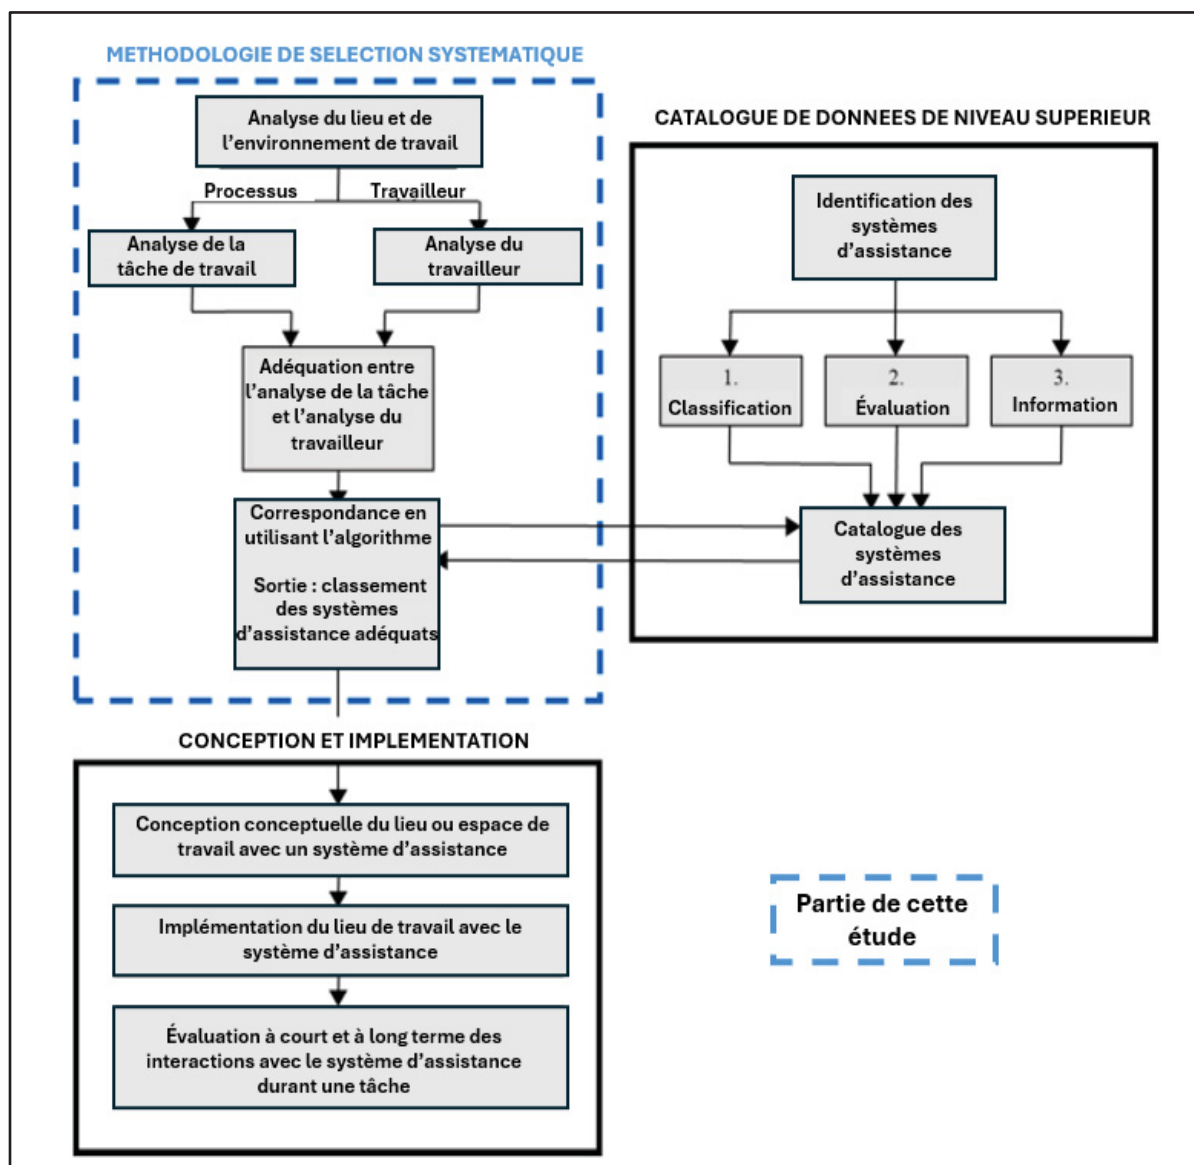 METHODOLOGIE DE SELECTION SYSTEMATIQUE
Analyse du lieu et de
l'environnement de travail
Processus
Travailleur
Analyse de la
tâche de travail
Analyse du
travailleur
Adéquation entre
l'analyse de la tâche
et l'analyse du
travailleur
Correspondance en
utilisant l'algorithme
Sortie : classement
des systèmes
d'assistance adéquats
CATALOGUE DE DONNEES DE NIVEAU SUPERIEUR
Identification des
systèmes
d'assistance
1.
Classification
2.
Évaluation
3.
Information
Catalogue des
systèmes
d'assistance
CONCEPTION ET IMPLEMENTATION
Conception conceptuelle du lieu ou espace de
travail avec un système d'assistance
Implémentation du lieu de travail avec le
système d'assistance
Évaluation à court et à long terme des
interactions avec le système d'assistance
durant une tâche
Partie de cette
étude